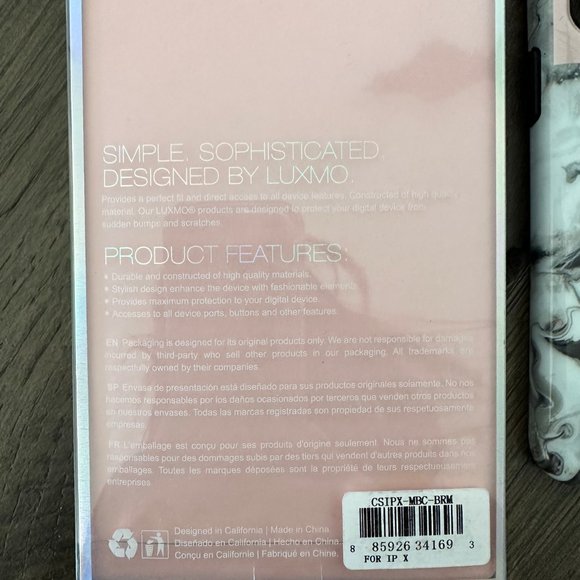 SIMPLE. SOPHISTICATED.
DESIGNED BY LUXMO.
Provides a perfect fit and direct access to all device features. Constructed of high quality
material. Our LUXMO® products are designed to protect your digital device from
sudden bumps and scratches.
PRODUCT FEATURES:
• Durable and constructed of high quality materials.
• Stylish design enhance the device with fashionable elements.
• Provides maximum protection to your digital device.
• Accesses to all device ports, buttons and other features.
EN Packaging is designed for its original products only. We are not responsible for damages
incurred by third-party who sell other products in our packaging. All trademarks are
respectfully owned by their companies.
SP Envase de presentación está diseñado para sus productos originales solamente. No nos
hacemos responsables por los daños ocasionados por terceros que venden otros productos
en nuestros envases. Todas las marcas registradas son propiedad de sus respetuosamente
empresas.
FR L'emballage est conçu pour ses produits d'origine seulement. Nous ne sommes pas
responsables pour des dommages subis par des tiers qui vendent d'autres produits dans nos
emballages. Toutes les marques déposées sont la propriété de leurs respectueusement
entreprises
Designed in California | Made in China
Diseñado en California | Hecho en China.
Conçu en Californie | Fabriqué en Chine.
CSIPX-MBC-BRM
8 85926 34169 3
FOR IP X